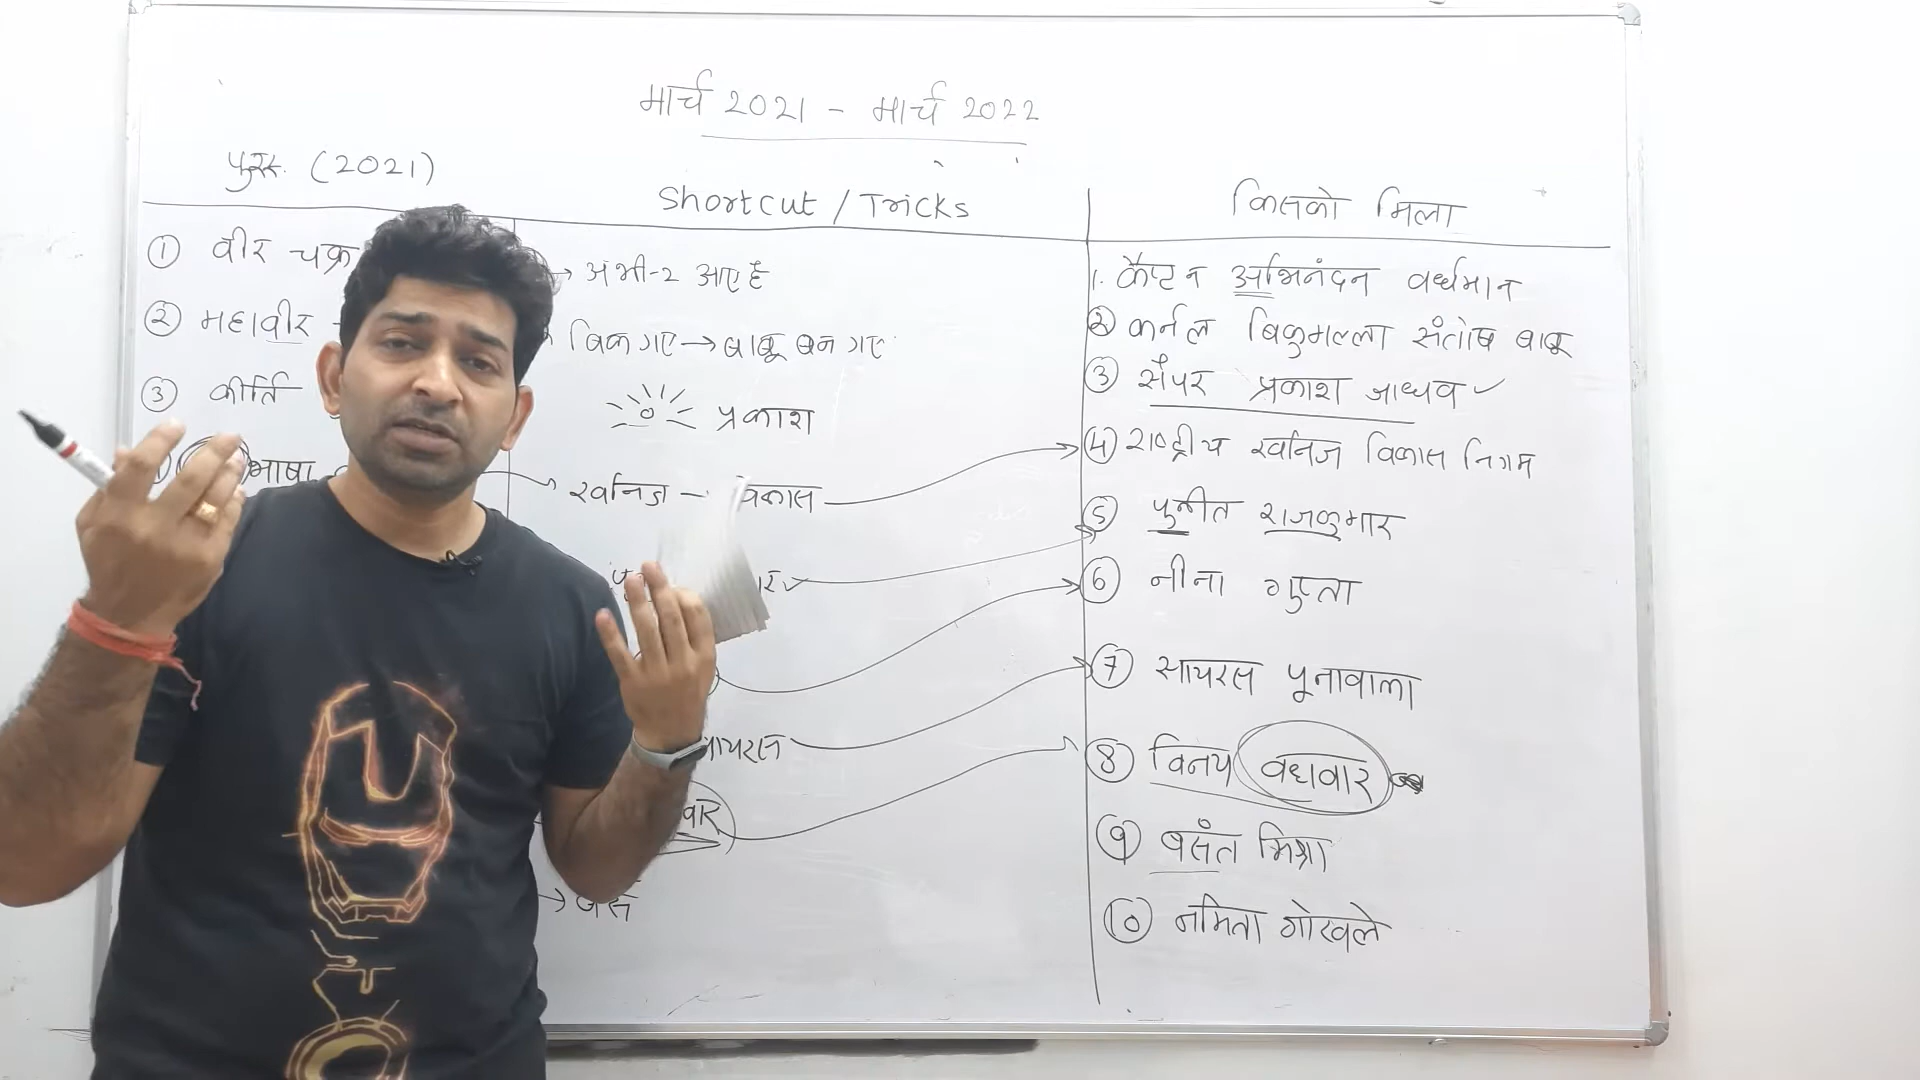 मार्च 2021 - मार्च 2022
पुरस्. (2021)
Shortcut / Tricks
किसको मिला
① वीर चक्र
② महावीर
③ कीर्ति
भाषा
→ अभी-2 आए है
बिक गए → बाबू बन गए
प्रकाश
खनिज - विकास
1. कैप्टन अभिनंदन वर्धमान
② कर्नल बिकुमल्ला संतोष बाबू
③ सैपर प्रकाश जाधव ✓
④ राष्ट्रीय खनिज विकास निगम
⑤ पुनीत राजकुमार
⑥ नीना गुप्ता
⑦ सायरस पूनावाला
⑧ विनय वधावार
⑨ बसंत मिश्रा
⑩ नमिता गोखले